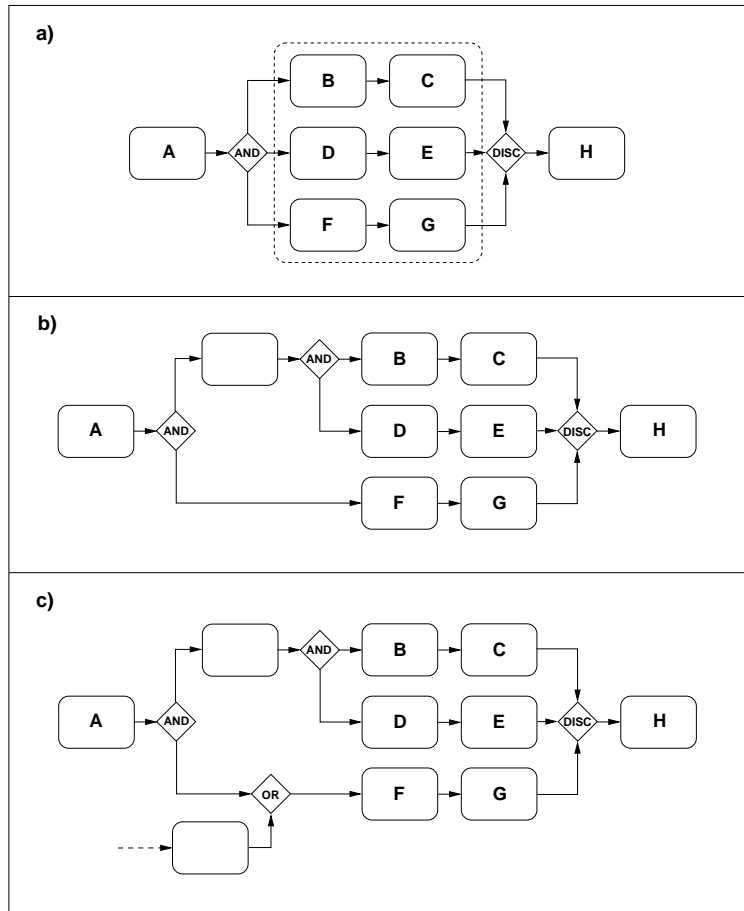 a)
B C
A AND D E DISC H
F G
b)
AND B C
A AND D E DISC H
F G
c)
AND B C
A AND D E DISC H
OR F G